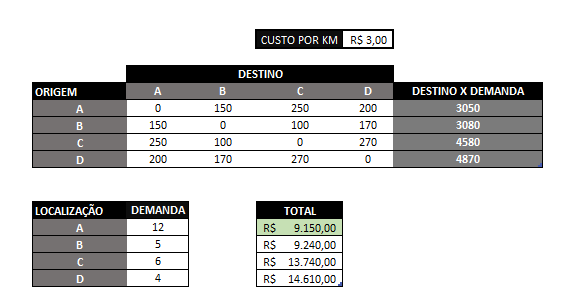 CUSTO POR KM R$ 3,00
DESTINO
ORIGEM A B C D DESTINO X DEMANDA
A 0 150 250 200 3050
B 150 0 100 170 3080
C 250 100 0 270 4580
D 200 170 270 0 4870
LOCALIZAÇÃO DEMANDA TOTAL
A 12 R$ 9.150,00
B 5 R$ 9.240,00
C 6 R$ 13.740,00
D 4 R$ 14.610,00